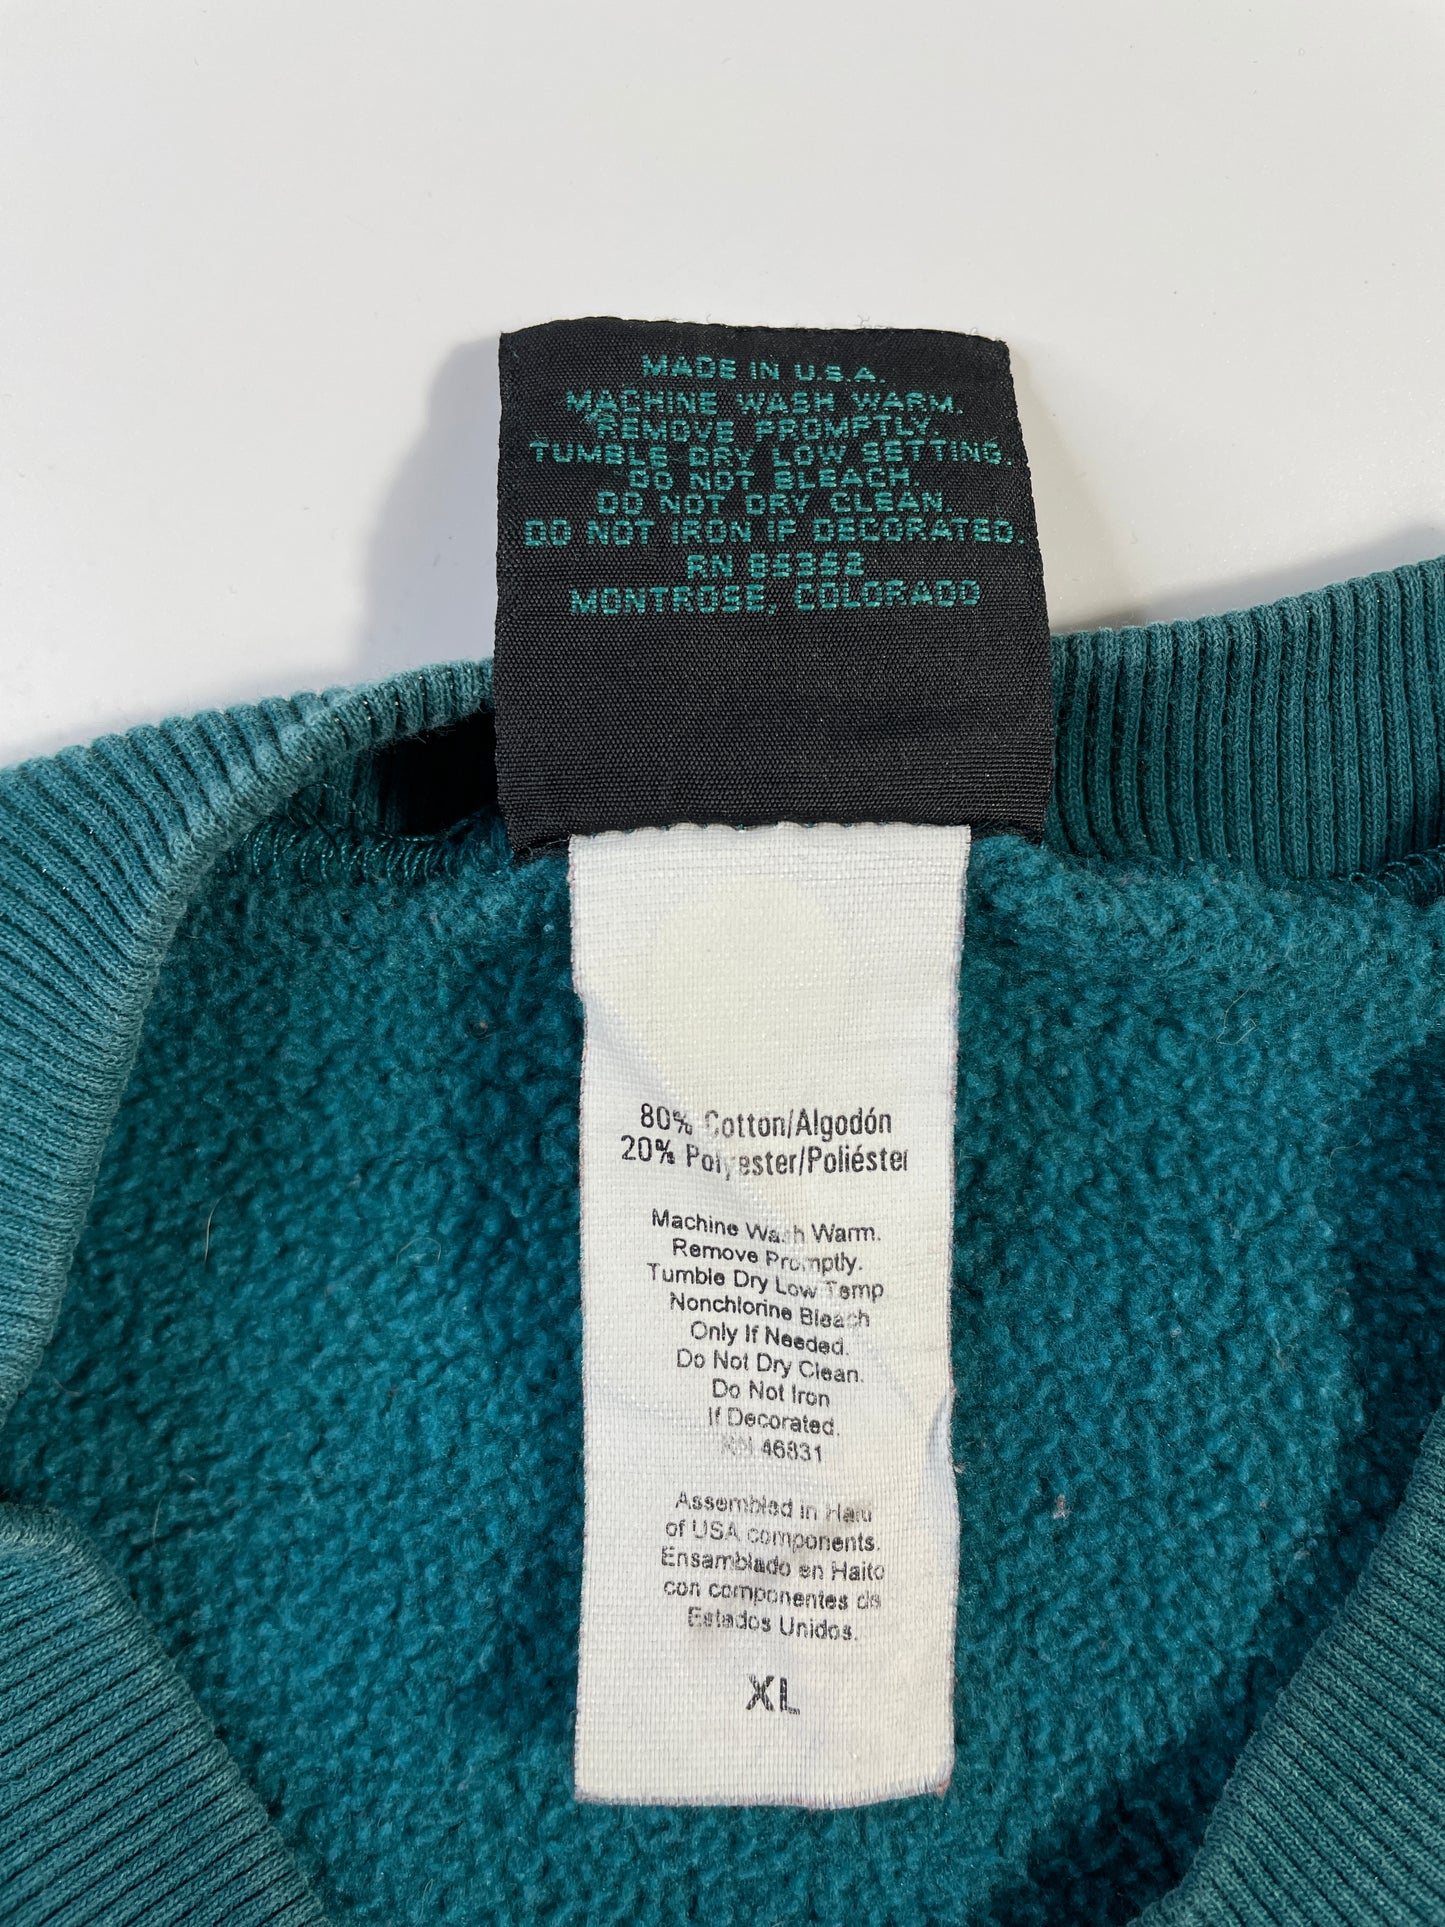 MADE IN U.S.A.
MACHINE WASH WARM.
REMOVE PROMPTLY.
TUMBLE DRY LOW SETTING.
DO NOT BLEACH.
DO NOT DRY CLEAN.
DO NOT IRON IF DECORATED.
RN
MONTROSE, COLORADO
80% Cotton/Algodón
20% Polyester/Poliéster
Machine Wash Warm.
Remove Promptly.
Tumble Dry Low Temp
Nonchlorine Bleach
Only If Needed.
Do Not Dry Clean.
Do Not Iron
If Decorated.
RN 46831
Assembled in Haiti
of USA components.
Ensamblado en Haito
con componentes de
Estados Unidos.
XL